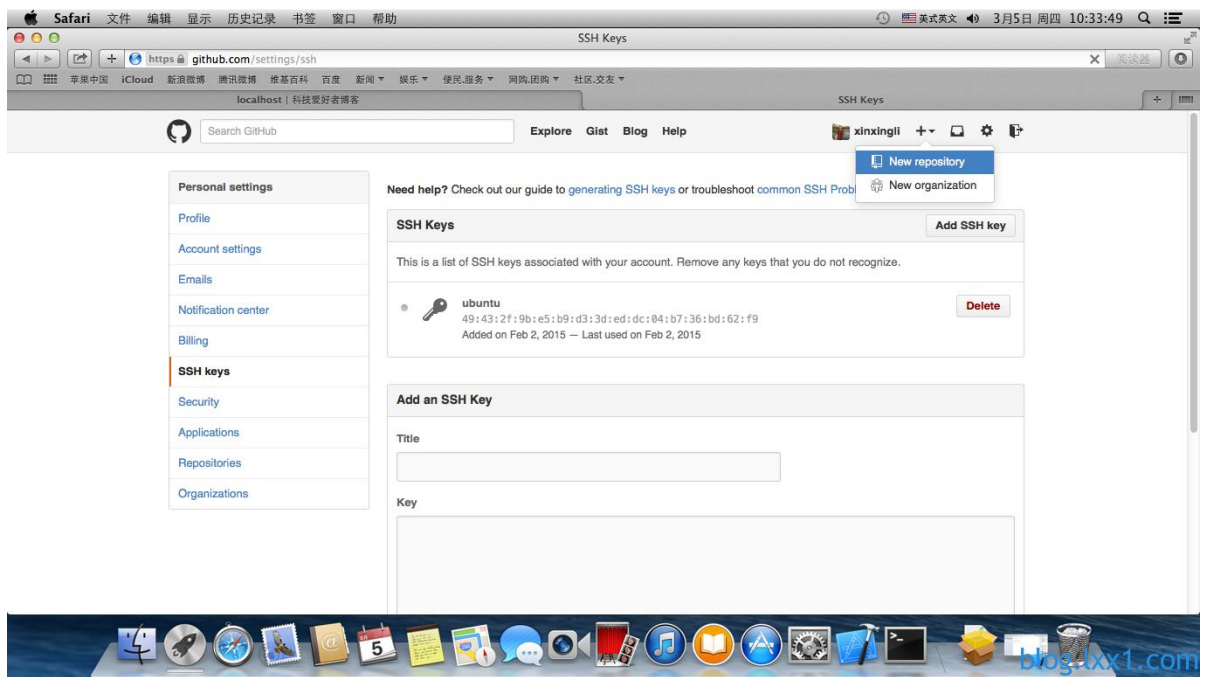 Safari 文件 编辑 显示 历史记录 书签 窗口 帮助 美式英文 3月5日 周四 10:33:49
SSH Keys
https github.com/settings/ssh 阅读器
苹果中国 iCloud 新浪微博 腾讯微博 维基百科 百度 新闻 娱乐 便民.服务 网购.团购 社区.交友
localhost | 科技爱好者博客 SSH Keys
Search GitHub Explore Gist Blog Help xinxingli
New repository
New organization
Personal settings
Profile
Account settings
Emails
Notification center
Billing
SSH keys
Security
Applications
Repositories
Organizations
Need help? Check out our guide to generating SSH keys or troubleshoot common SSH Prob
SSH Keys Add SSH key
This is a list of SSH keys associated with your account. Remove any keys that you do not recognize.
ubuntu
49:43:2f:9b:e5:b9:d3:3d:ed:dc:04:b7:36:bd:62:f9
Added on Feb 2, 2015 — Last used on Feb 2, 2015
Delete
Add an SSH Key
Title
Key
5
blog.lxx1.com